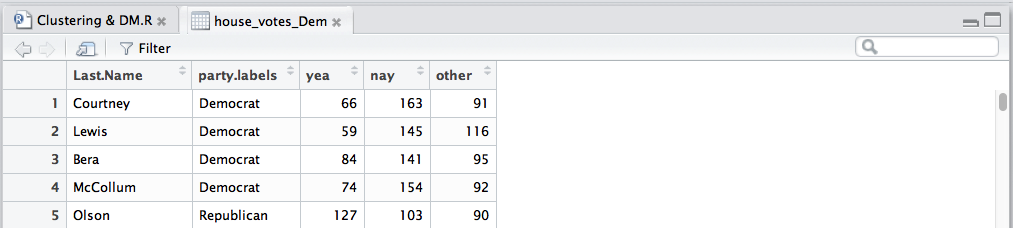 Clustering & DM.R house_votes_Dem
Filter
Last.Name party.labels yea nay other
1 Courtney Democrat 66 163 91
2 Lewis Democrat 59 145 116
3 Bera Democrat 84 141 95
4 McCollum Democrat 74 154 92
5 Olson Republican 127 103 90